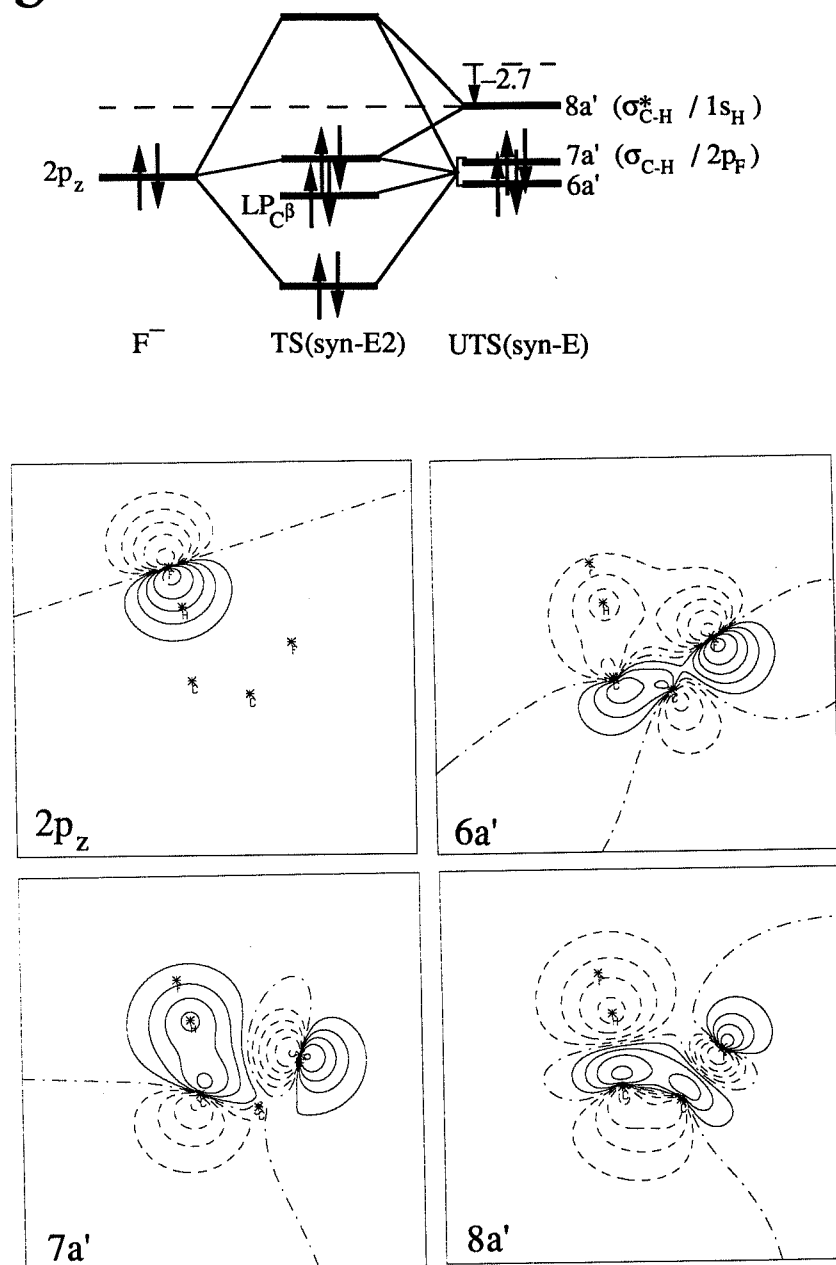 –2.7
8a' (σ*C-H / 1sH)
2pz
7a' (σC-H / 2pF)
LPCβ
6a'
F⁻ TS(syn-E2) UTS(syn-E)
F
H
F
C
C
2pz
H
C
6a'
H
7a'
C
8a'